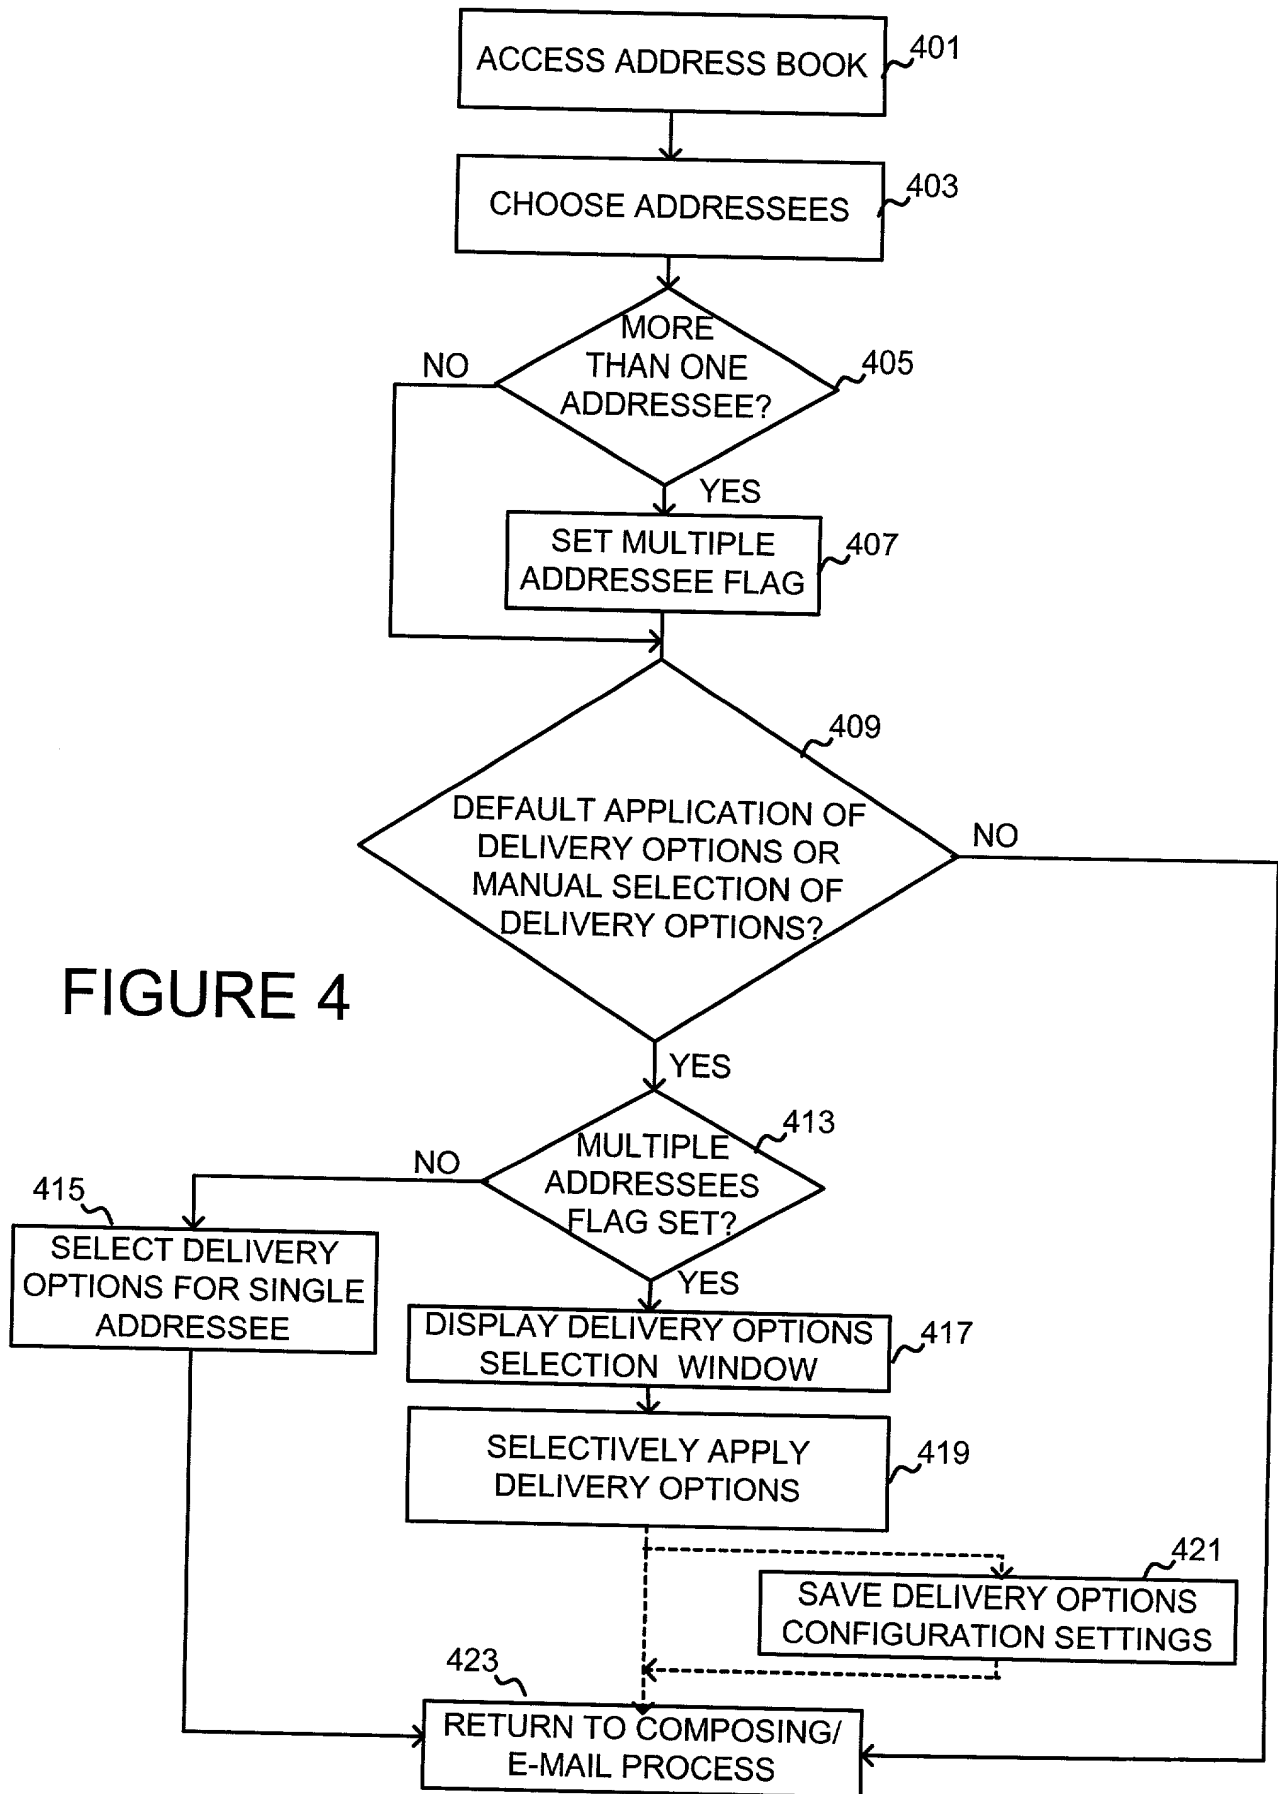 ACCESS ADDRESS BOOK
401
CHOOSE ADDRESSEES
403
MORE
THAN ONE
ADDRESSEE?
405
NO
YES
SET MULTIPLE
ADDRESSEE FLAG
407
409
DEFAULT APPLICATION OF
DELIVERY OPTIONS OR
MANUAL SELECTION OF
DELIVERY OPTIONS?
NO
FIGURE 4
YES
413
MULTIPLE
ADDRESSEES
FLAG SET?
NO
YES
415
SELECT DELIVERY
OPTIONS FOR SINGLE
ADDRESSEE
DISPLAY DELIVERY OPTIONS
SELECTION WINDOW
417
SELECTIVELY APPLY
DELIVERY OPTIONS
419
421
SAVE DELIVERY OPTIONS
CONFIGURATION SETTINGS
423
RETURN TO COMPOSING/
E-MAIL PROCESS